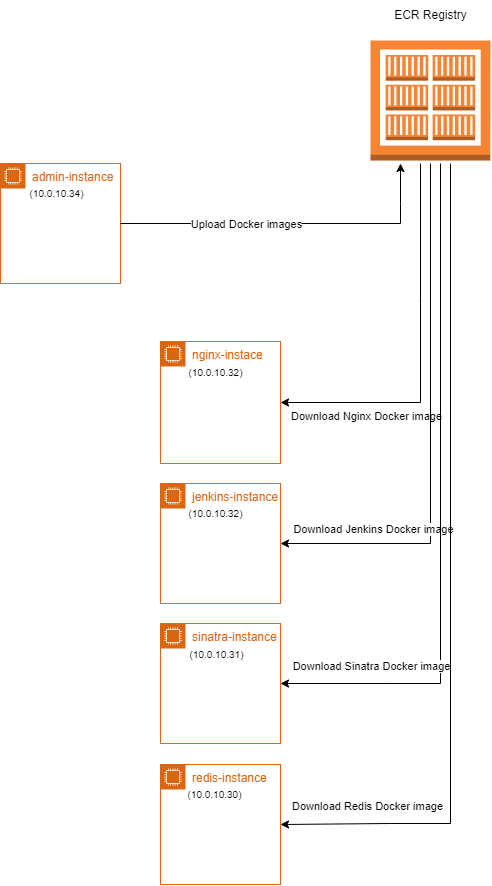 ECR Registry
admin-instance
(10.0.10.34)
Upload Docker images
nginx-instace
(10.0.10.32)
Download Nginx Docker image
jenkins-instance
(10.0.10.32)
Download Jenkins Docker image
sinatra-instance
(10.0.10.31)
Download Sinatra Docker image
redis-instance
(10.0.10.30)
Download Redis Docker image